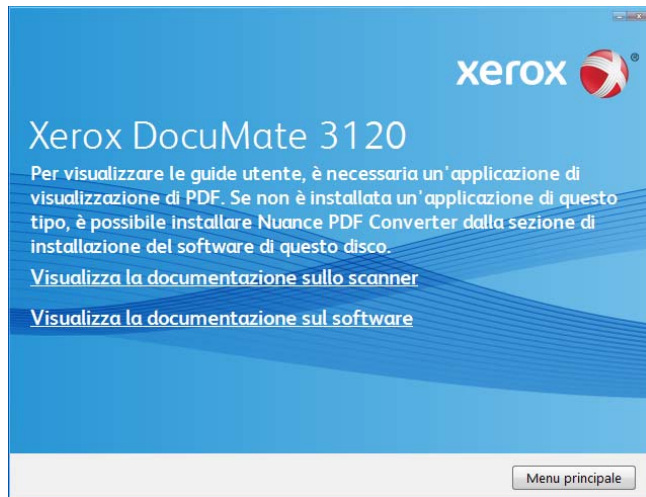 xerox
Xerox DocuMate 3120
Per visualizzare le guide utente, è necessaria un'applicazione di
visualizzazione di PDF. Se non è installata un'applicazione di questo
tipo, è possibile installare Nuance PDF Converter dalla sezione di
installazione del software di questo disco.
Visualizza la documentazione sullo scanner
Visualizza la documentazione sul software
Menu principale